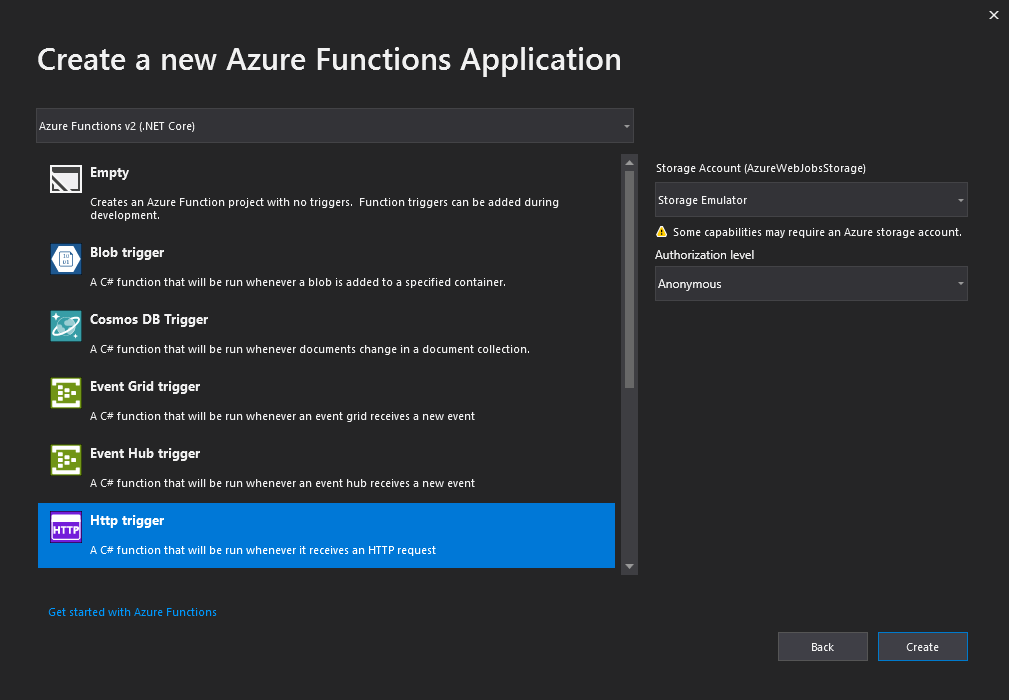 Create a new Azure Functions Application
Azure Functions v2 (.NET Core)
Empty
Creates an Azure Function project with no triggers.  Function triggers can be added during
development.
Blob trigger
A C# function that will be run whenever a blob is added to a specified container.
Cosmos DB Trigger
A C# function that will be run whenever documents change in a document collection.
Event Grid trigger
A C# function that will be run whenever an event grid receives a new event
Event Hub trigger
A C# function that will be run whenever an event hub receives a new event
HTTP
Http trigger
A C# function that will be run whenever it receives an HTTP request
Storage Account (AzureWebJobsStorage)
Storage Emulator
Some capabilities may require an Azure storage account.
Authorization level
Anonymous
Get started with Azure Functions
Back
Create